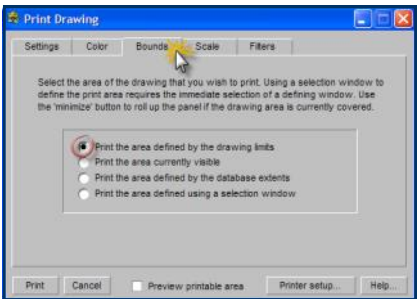 Print Drawing
Settings Color Bounds Scale Filters
Select the area of the drawing that you wish to print. Using a selection window to
define the print area requires the immediate selection of a defining window. Use
the 'minimize' button to roll up the panel if the drawing area is currently covered.
Print the area defined by the drawing limits
Print the area currently visible
Print the area defined by the database extents
Print the area defined using a selection window
Print Cancel Preview printable area Printer setup... Help...